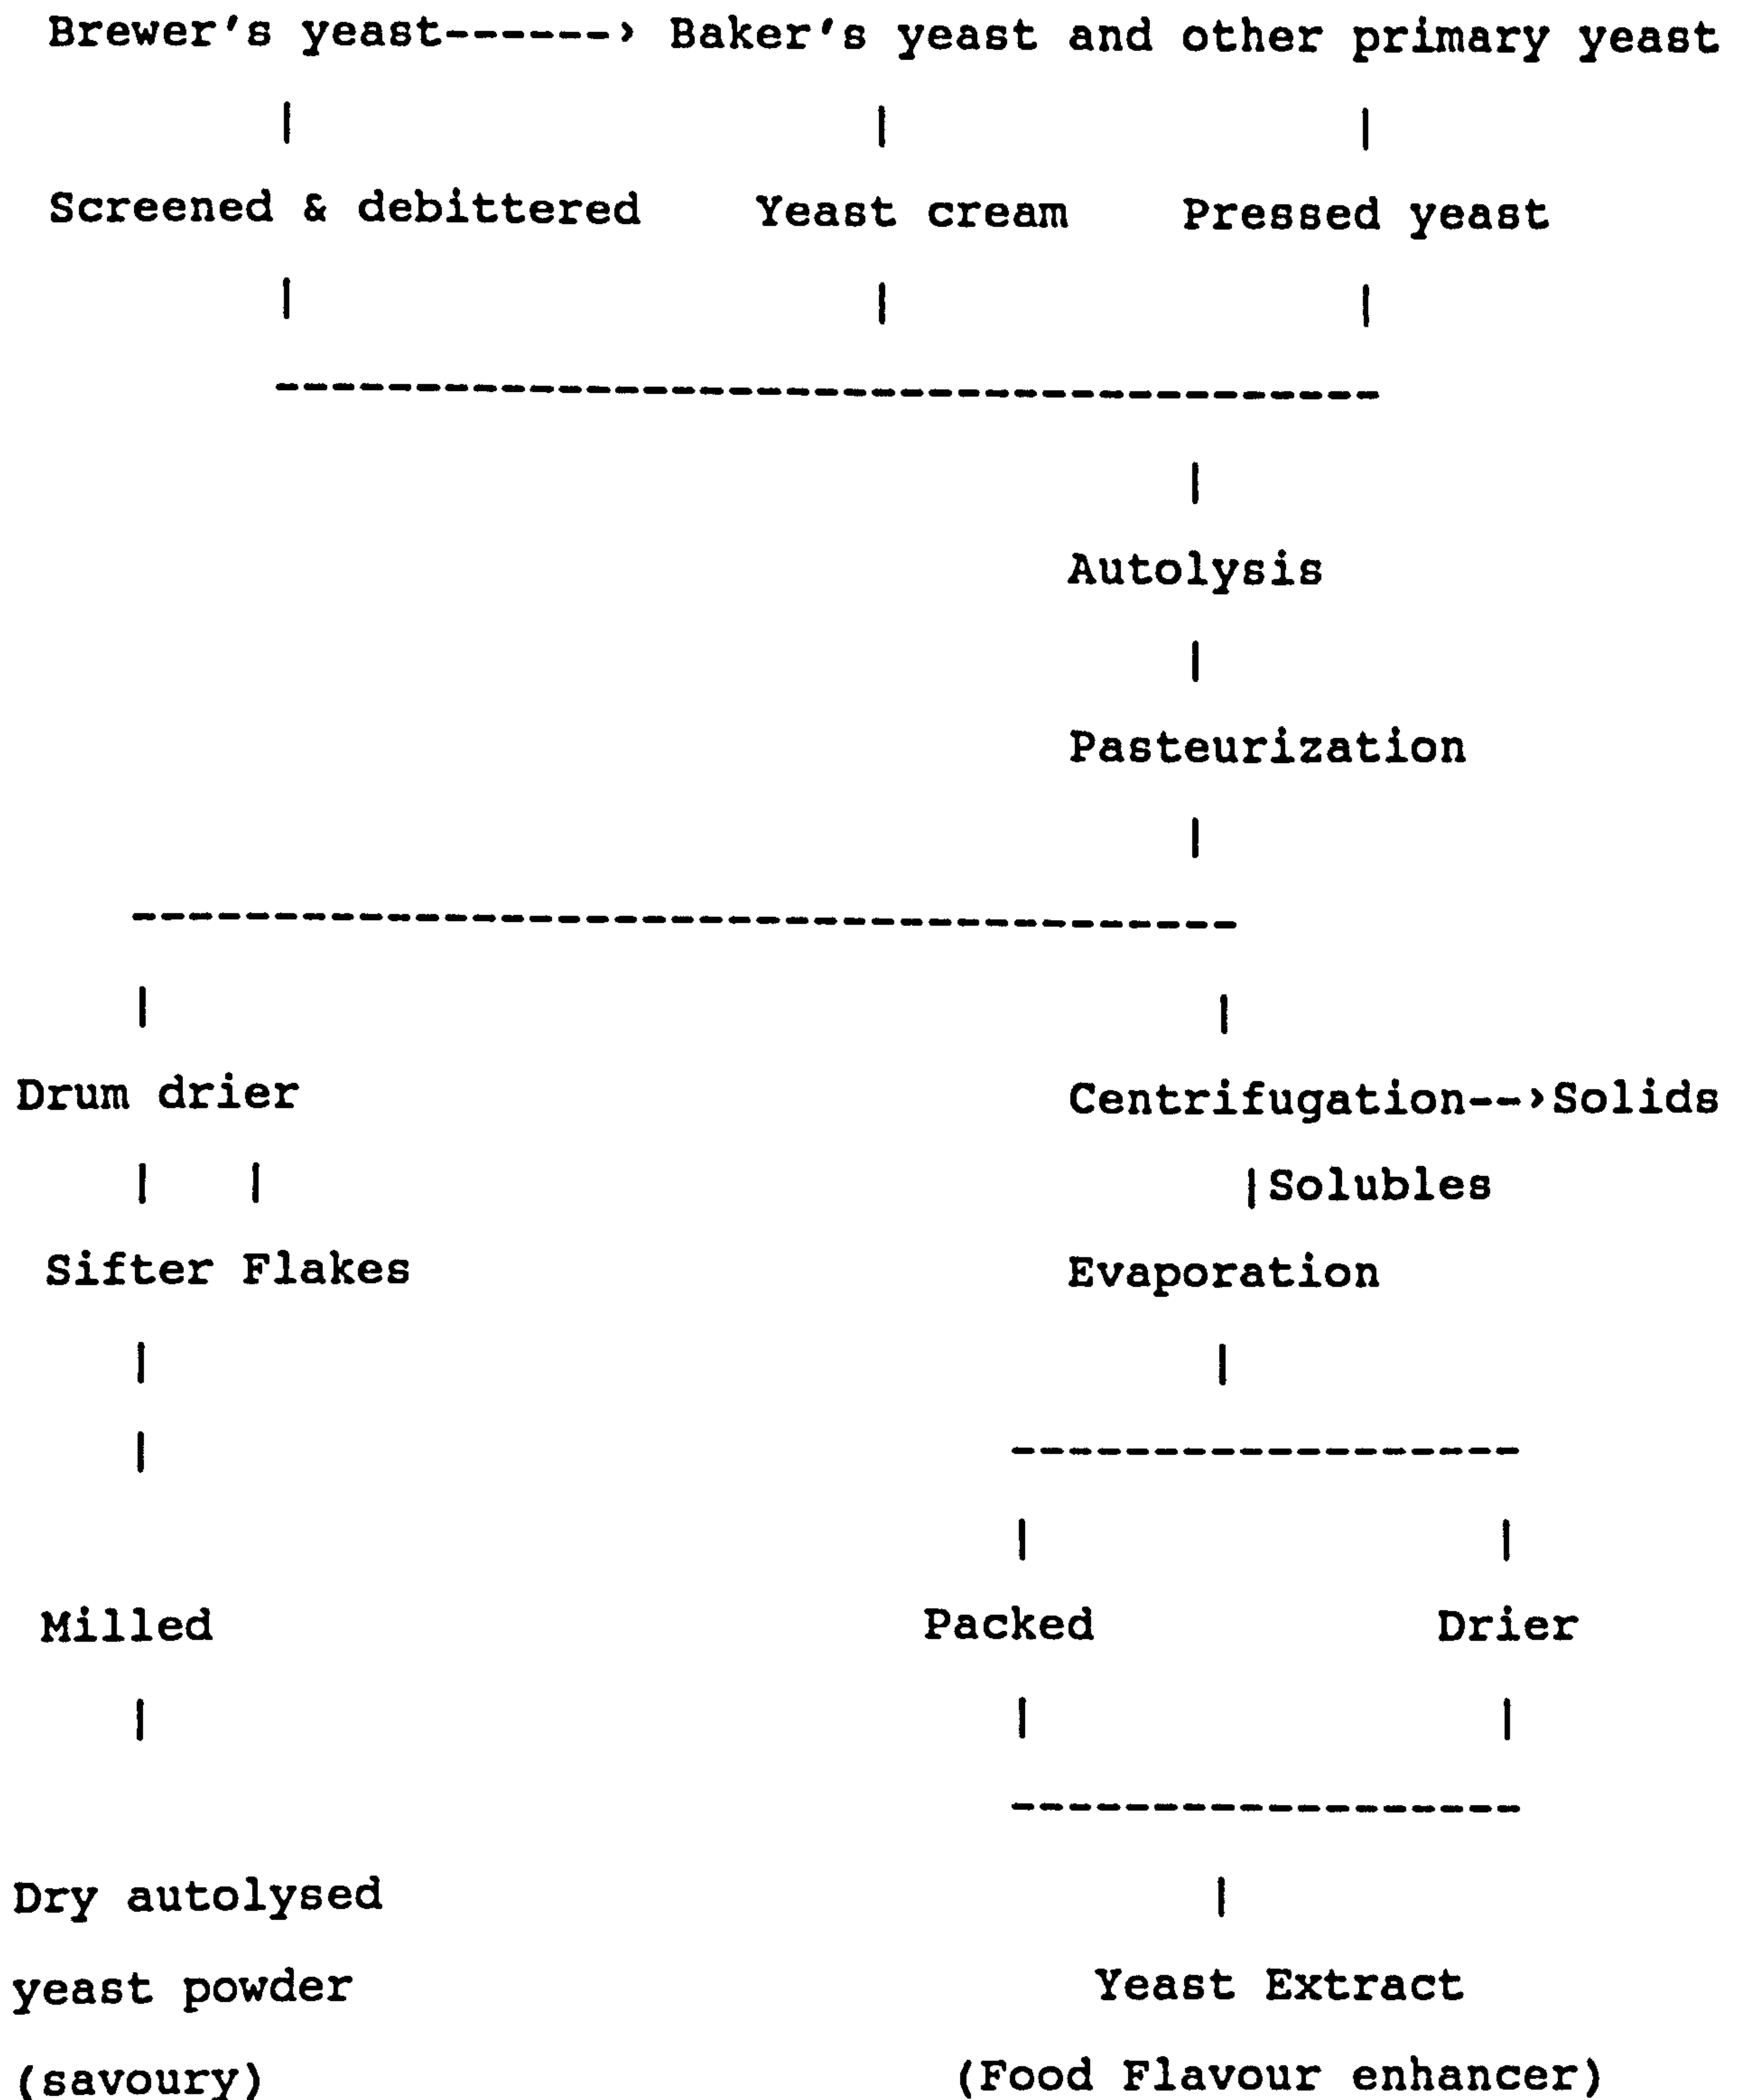 Brewer's yeast------> Baker's yeast and other primary yeast
Screened & debittered Yeast cream Pressed yeast
Autolysis
Pasteurization
Drum drier Centrifugation-->Solids
|Solubles
Sifter Flakes Evaporation
Milled Packed Drier
Dry autolysed
yeast powder Yeast Extract
(savoury) (Food Flavour enhancer)